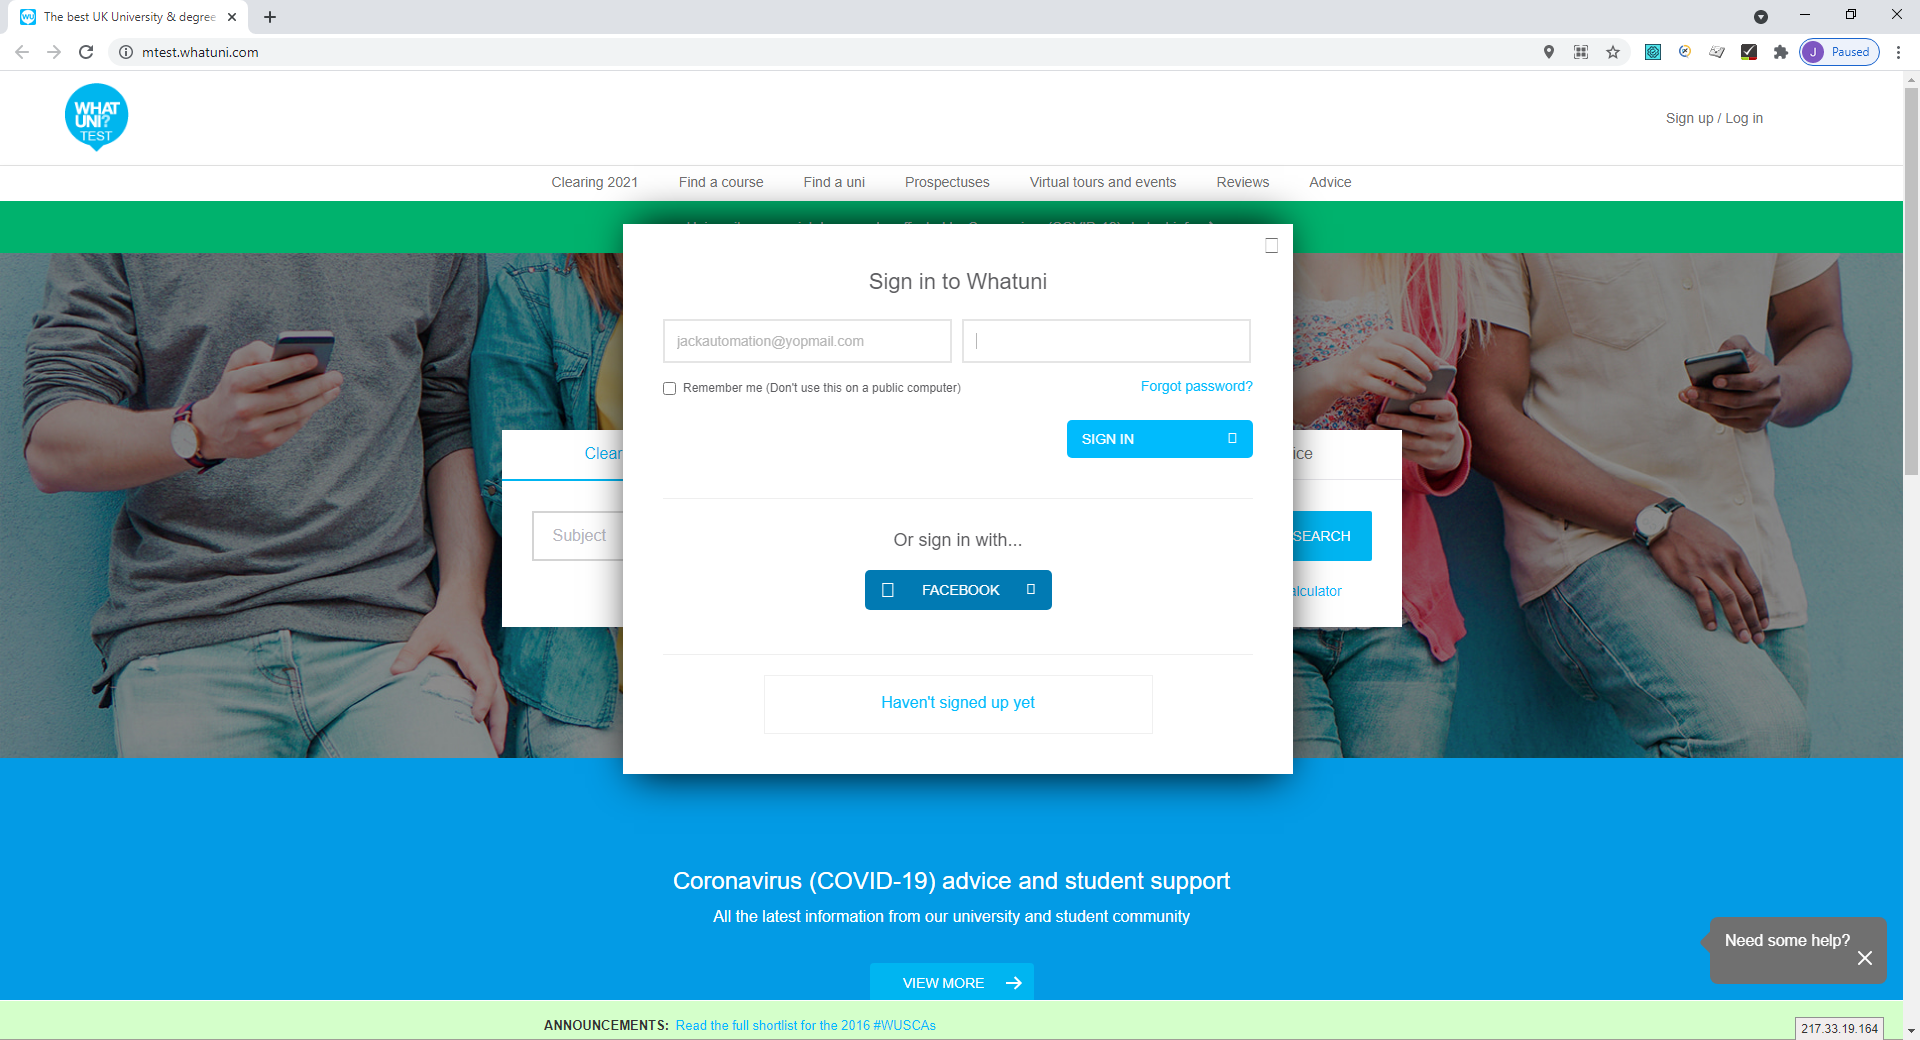 The best UK University & degree
mtest.whatuni.com
J Paused
WHAT
UNI?
TEST
Sign up / Log in
Clearing 2021 Find a course Find a uni Prospectuses Virtual tours and events Reviews Advice
Sign in to Whatuni
jackautomation@yopmail.com
Remember me (Don't use this on a public computer) Forgot password?
SIGN IN
Clear
ice
Subject
SEARCH
Or sign in with...
FACEBOOK
alculator
Haven't signed up yet
Coronavirus (COVID-19) advice and student support
All the latest information from our university and student community
Need some help?
VIEW MORE
ANNOUNCEMENTS: Read the full shortlist for the 2016 #WUSCAs
217.33.19.164